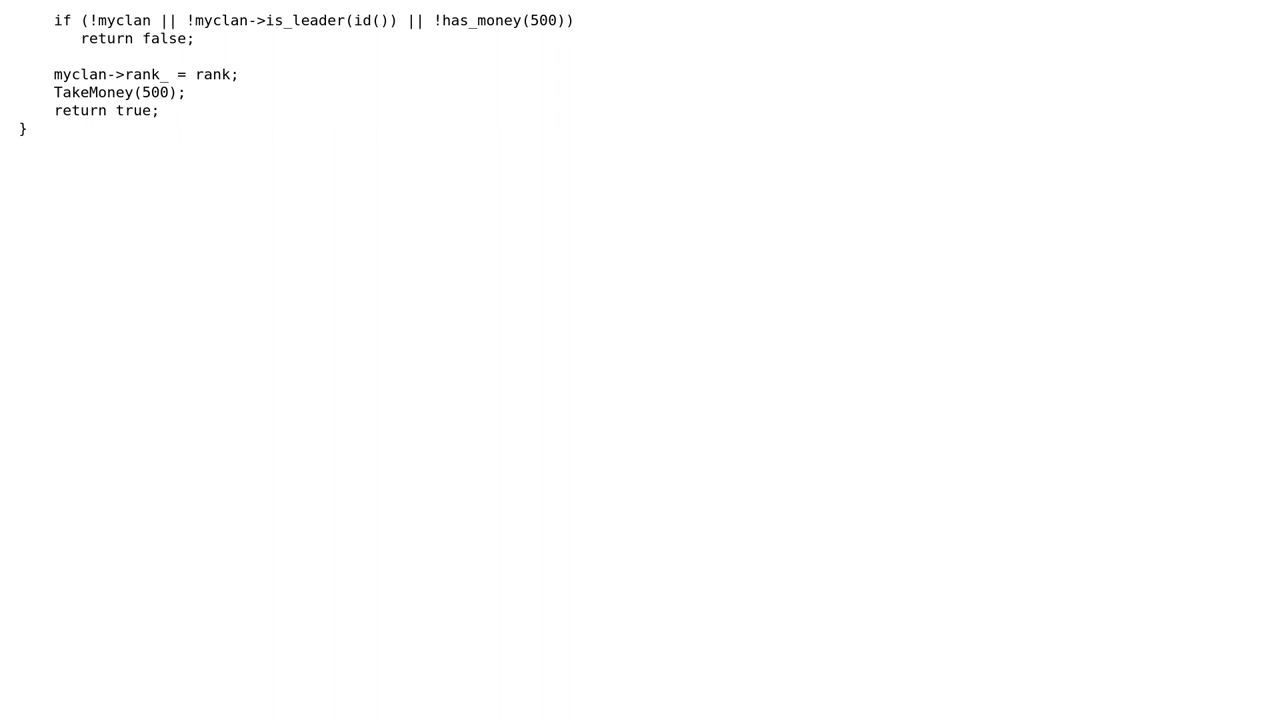 if (!myclan || !myclan->is_leader(id()) || !has_money(500))
return false;
myclan->rank_ = rank;
TakeMoney(500);
return true;
}